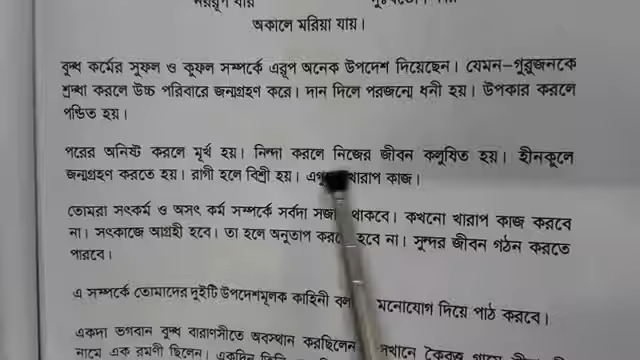 অকালে মরিয়া যায়।
বুদ্ধ কর্মের সুফল ও কুফল সম্পর্কে এরূপ অনেক উপদেশ দিয়েছেন। যেমন-গুরুজনকে
শ্রদ্ধা করলে উচ্চ পরিবারে জন্মগ্রহণ করে। দান দিলে পরজন্মে ধনী হয়। উপকার করলে
পন্ডিত হয়।
পরের অনিষ্ট করলে মূর্খ হয়। নিন্দা করলে নিজের জীবন কলুষিত হয়। হীনকুলে
জন্মগ্রহণ করতে হয়। রাগী হলে বিশ্রী হয়। খারাপ কাজ।
তোমরা সৎকর্ম ও অসৎ কর্ম সম্পর্কে সর্বদা থাকবে। কখনো খারাপ কাজ করবে
না। সৎকাজে আগ্রহী হবে। তা হলে অনুতাপ হবে না। সুন্দর জীবন গঠন করতে
পারবে।
এ সম্পর্কে তোমাদের দুইটি উপদেশমূলক কাহিনী মনোযোগ দিয়ে পাঠ করবে।
একদা ভগবান বুদ্ধ বারাণসীতে অবস্থান করছিলেন
নামে এক রমণী ছিলেন। একদিন